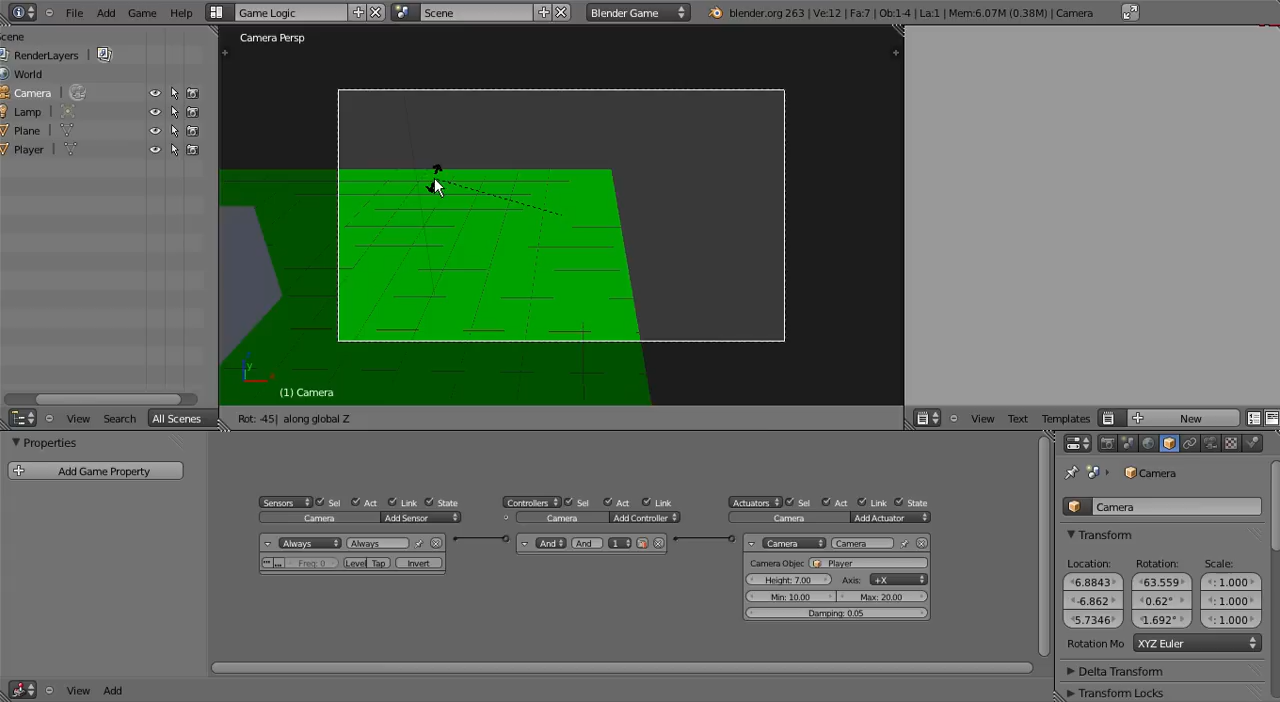 File Add Game Help Game Logic Scene Blender Game blender.org 263 | Ve:12 | Fa:7 | Ob:1-4 | La:1 | Mem:6.07M (0.38M) | Camera
Scene
RenderLayers
World
Camera
Lamp
Plane
Player
Camera Persp
(1) Camera
View Search All Scenes
Rot: -45| along global Z
View Text Templates New
Properties
Add Game Property
Sensors Sel Act Link State
Camera Add Sensor
Always Always
Freq: 0 Level Tap Invert
Controllers Sel Act Link
Camera Add Controller
And And 1
Actuators Sel Act Link State
Camera Add Actuator
Camera Camera
Camera Objec Player
Height: 7.00 Axis: +X
Min: 10.00 Max: 20.00
Damping: 0.05
Camera
Camera
Transform
Location: Rotation: Scale:
6.8843 63.559 : 1.000
-6.862 0.62° : 1.000
5.7346 1.692° : 1.000
Rotation Mo XYZ Euler
Delta Transform
Transform Locks
View Add